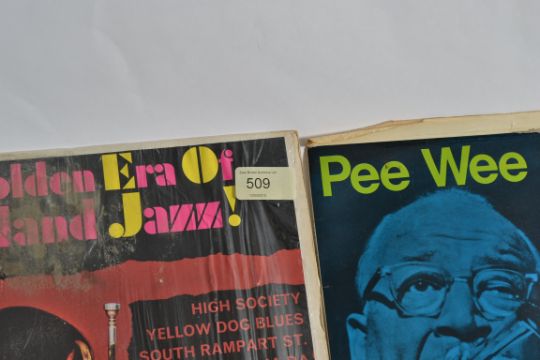 olden Era Of
land Jazz!
509
HIGH SOCIETY
YELLOW DOG BLUES
SOUTH RAMPART ST.
Pee Wee